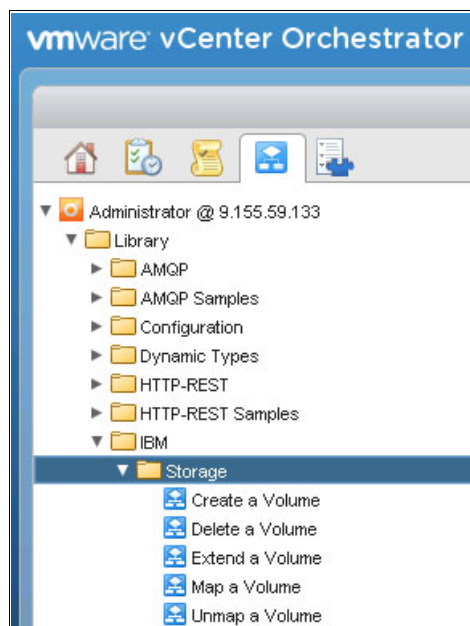 vmware vCenter Orchestrator
Administrator @ 9.155.59.133
Library
AMQP
AMQP Samples
Configuration
Dynamic Types
HTTP-REST
HTTP-REST Samples
IBM
Storage
Create a Volume
Delete a Volume
Extend a Volume
Map a Volume
Unmap a Volume